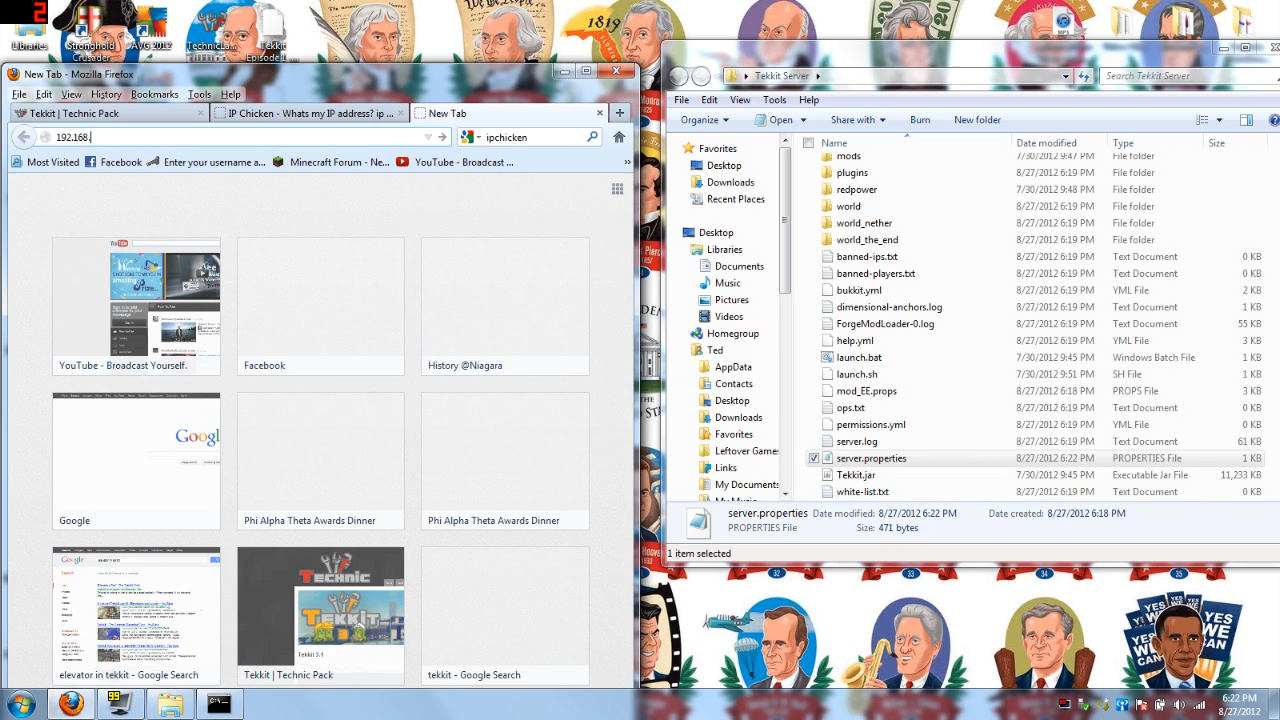 2
Libraries
Stronghold
Crusader
AVG 2012
TechnicLa...
Tekkit
Episode 1...
1819
New Tab - Mozilla Firefox
File Edit View History Bookmarks Tools Help
Tekkit | Technic Pack
IP Chicken - Whats my IP address? ...
New Tab
192.168.
ipchicken
Most Visited Facebook Enter your username a... Minecraft Forum - Ne... YouTube - Broadcast ...
YouTube - Broadcast Yourself.
Facebook
History @Niagara
Google
Phi Alpha Theta Awards Dinner
Phi Alpha Theta Awards Dinner
Technic
Tekkit 3.1
elevator in tekkit - Google Search
Tekkit | Technic Pack
tekkit - Google Search
Tekkit Server
Search Tekkit Server
File Edit View Tools Help
Organize Open Share with Burn New folder
Favorites
Desktop
Downloads
Recent Places
Desktop
Libraries
Documents
Music
Pictures
Videos
Homegroup
Ted
AppData
Contacts
Desktop
Downloads
Favorites
Leftover Games
Links
My Documents
My Music
Name Date modified Type Size
mods 7/30/2012 9:47 PM File folder
plugins 8/27/2012 6:19 PM File folder
redpower 7/30/2012 9:48 PM File folder
world 8/27/2012 6:19 PM File folder
world_nether 8/27/2012 6:19 PM File folder
world_the_end 8/27/2012 6:19 PM File folder
banned-ips.txt 8/27/2012 6:19 PM Text Document 0 KB
banned-players.txt 8/27/2012 6:19 PM Text Document 0 KB
bukkit.yml 8/27/2012 6:19 PM YML File 2 KB
dimensional-anchors.log 8/27/2012 6:19 PM Text Document 1 KB
ForgeModLoader-0.log 8/27/2012 6:19 PM Text Document 55 KB
help.yml 8/27/2012 6:19 PM YML File 3 KB
launch.bat 7/30/2012 9:45 PM Windows Batch File 1 KB
launch.sh 7/30/2012 9:51 PM SH File 1 KB
mod_EE.props 8/27/2012 6:18 PM PROPS File 3 KB
ops.txt 8/27/2012 6:19 PM Text Document 0 KB
permissions.yml 8/27/2012 6:19 PM YML File 0 KB
server.log 8/27/2012 6:19 PM Text Document 61 KB
server.properties 8/27/2012 6:22 PM PROPERTIES File 1 KB
Tekkit.jar 7/30/2012 9:45 PM Executable Jar File 11,233 KB
white-list.txt 8/27/2012 6:19 PM Text Document 0 KB
server.properties Date modified: 8/27/2012 6:22 PM Date created: 8/27/2012 6:18 PM
PROPERTIES File Size: 471 bytes
1 item selected
32 33 34 35
YES WE CAN
99
6:22 PM
8/27/2012